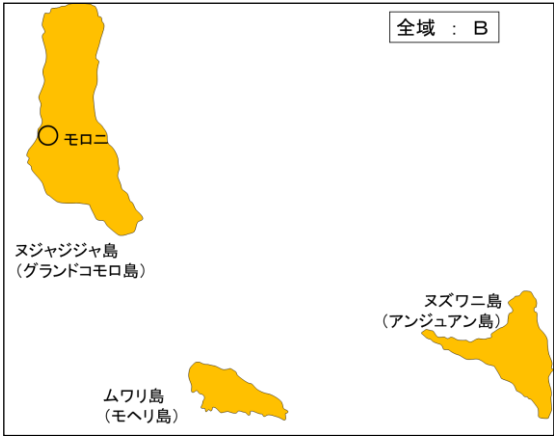 全域 : B
モロニ
ヌジャジジャ島
(グランドコモロ島)
ヌズワニ島
(アンジュアン島)
ムワリ島
(モヘリ島)